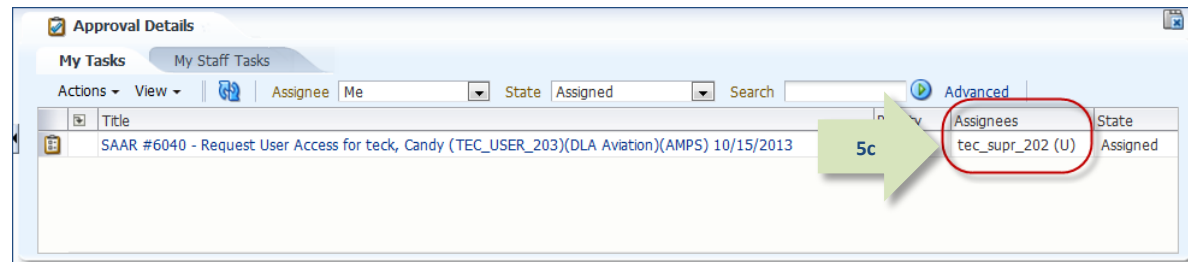 Approval Details
My Tasks My Staff Tasks
Actions View Assignee Me State Assigned Search Advanced
Title Assignees State
SAAR #6040 - Request User Access for teck, Candy (TEC_USER_203)(DLA Aviation)(AMPS) 10/15/2013 5c tec_supr_202 (U) Assigned